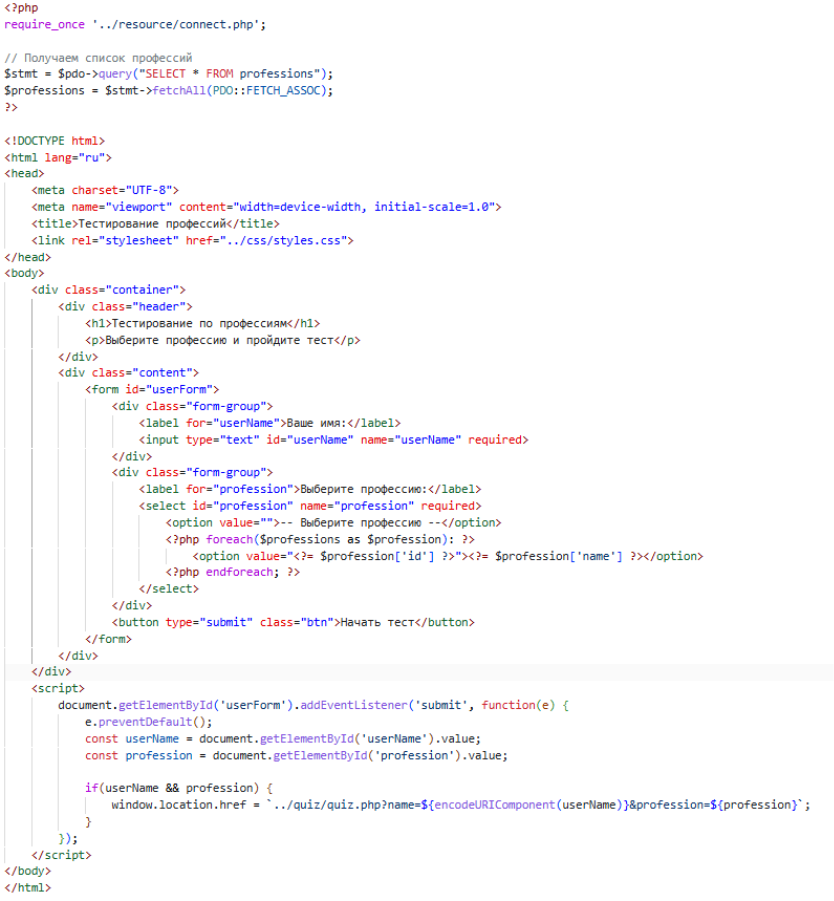 <?php
require_once '../resource/connect.php';

// Получаем список профессий
$stmt = $pdo->query("SELECT * FROM professions");
$professions = $stmt->fetchAll(PDO::FETCH_ASSOC);
?>

<!DOCTYPE html>
<html lang="ru">
<head>
    <meta charset="UTF-8">
    <meta name="viewport" content="width=device-width, initial-scale=1.0">
    <title>Тестирование профессий</title>
    <link rel="stylesheet" href="../css/styles.css">
</head>
<body>
    <div class="container">
        <div class="header">
            <h1>Тестирование по профессиям</h1>
            <p>Выберите профессию и пройдите тест</p>
        </div>
        <div class="content">
            <form id="userForm">
                <div class="form-group">
                    <label for="userName">Ваше имя:</label>
                    <input type="text" id="userName" name="userName" required>
                </div>
                <div class="form-group">
                    <label for="profession">Выберите профессию:</label>
                    <select id="profession" name="profession" required>
                        <option value="">-- Выберите профессию --</option>
                        <?php foreach($professions as $profession): ?>
                            <option value="<?= $profession['id'] ?>"><?= $profession['name'] ?></option>
                        <?php endforeach; ?>
                    </select>
                </div>
                <button type="submit" class="btn">Начать тест</button>
            </form>
        </div>
    </div>
    <script>
        document.getElementById('userForm').addEventListener('submit', function(e) {
            e.preventDefault();
            const userName = document.getElementById('userName').value;
            const profession = document.getElementById('profession').value;

            if(userName && profession) {
                window.location.href = `../quiz/quiz.php?name=${encodeURIComponent(userName)}&profession=${profession}`;
            }
        });
    </script>
</body>
</html>